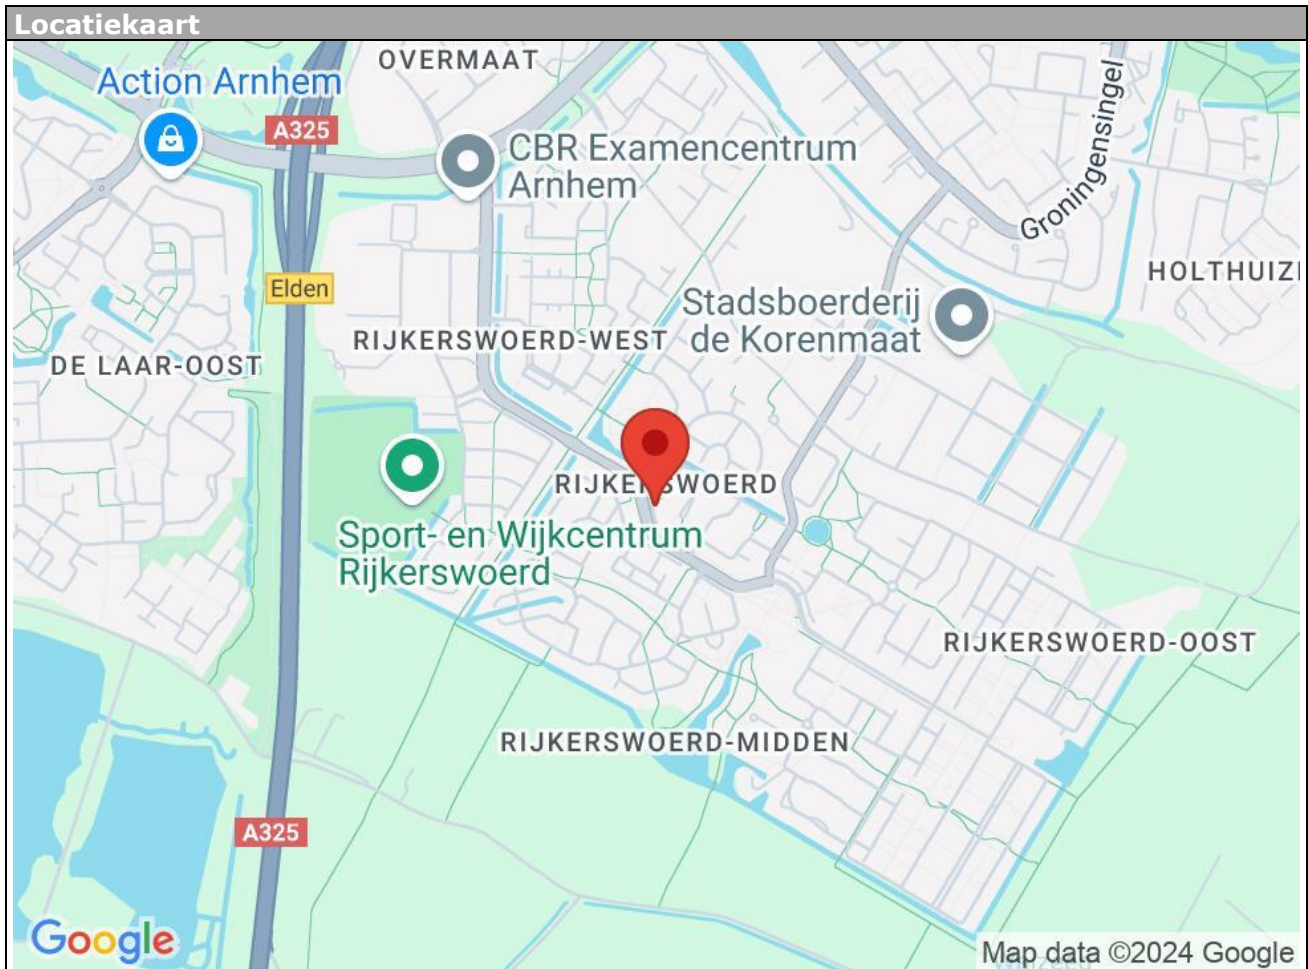 Locatiekaart
OVERMAAT
Action Arnhem
A325
CBR Examencentrum
Arnhem
Groningensingel
Elden
HOLTHUIZI
Stadsboerderij
de Korenmaat
RIJKERSWOERD-WEST
DE LAAR-OOST
RIJKERSWOERD
Sport- en Wijkcentrum
Rijkerswoerd
RIJKERSWOERD-OOST
RIJKERSWOERD-MIDDEN
A325
Google
Map data ©2024 Google